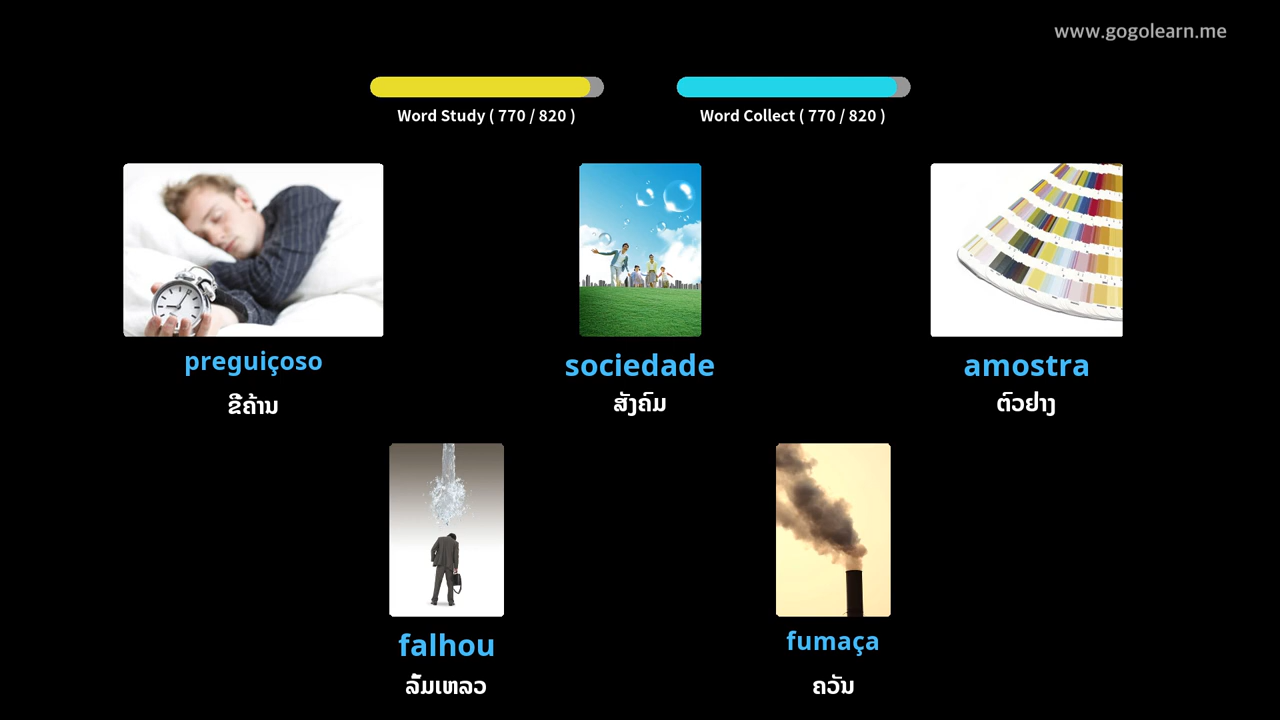 www.gogolearn.me
Word Study ( 770 / 820 )
Word Collect ( 770 / 820 )
preguiçoso
ຂີ້ຄ້ານ
sociedade
ສັງຄົມ
amostra
ຕົວຢ່າງ
falhou
ລົ້ມເຫລວ
fumaça
ຄວັນ